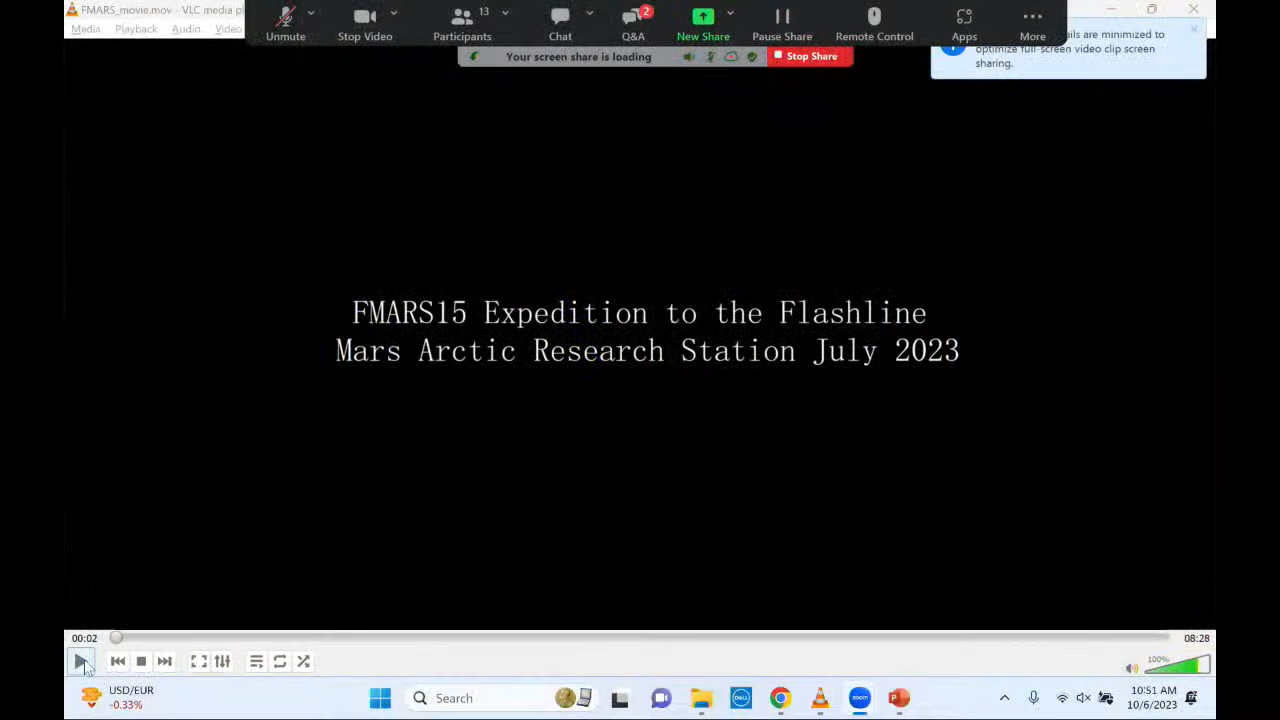 FMARS_movie.mov - VLC media pl
Media Playback Audio Video
Unmute
Stop Video
13
Participants
Chat
2
Q&A
New Share
Pause Share
Remote Control
Apps
More
Your screen share is loading
Stop Share
are minimized to
optimize full-screen video clip screen
sharing.
FMARS15 Expedition to the Flashline
Mars Arctic Research Station July 2023
00:02
08:28
100%
USD/EUR
-0.33%
Search
10:51 AM
10/6/2023